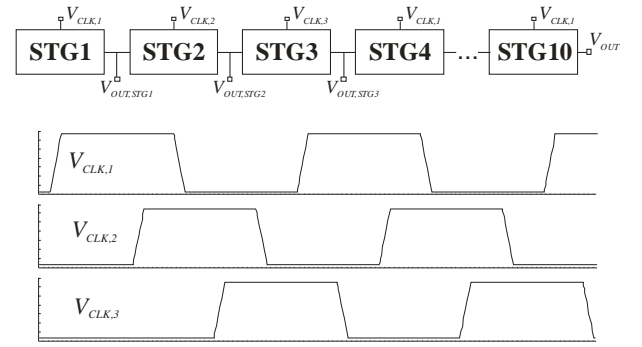 V_CLK,1 V_CLK,2 V_CLK,3 V_CLK,1 V_CLK,1
STG1 STG2 STG3 STG4 ... STG10 V_OUT
V_OUT,STG1 V_OUT,STG2 V_OUT,STG3
V_CLK,1
V_CLK,2
V_CLK,3